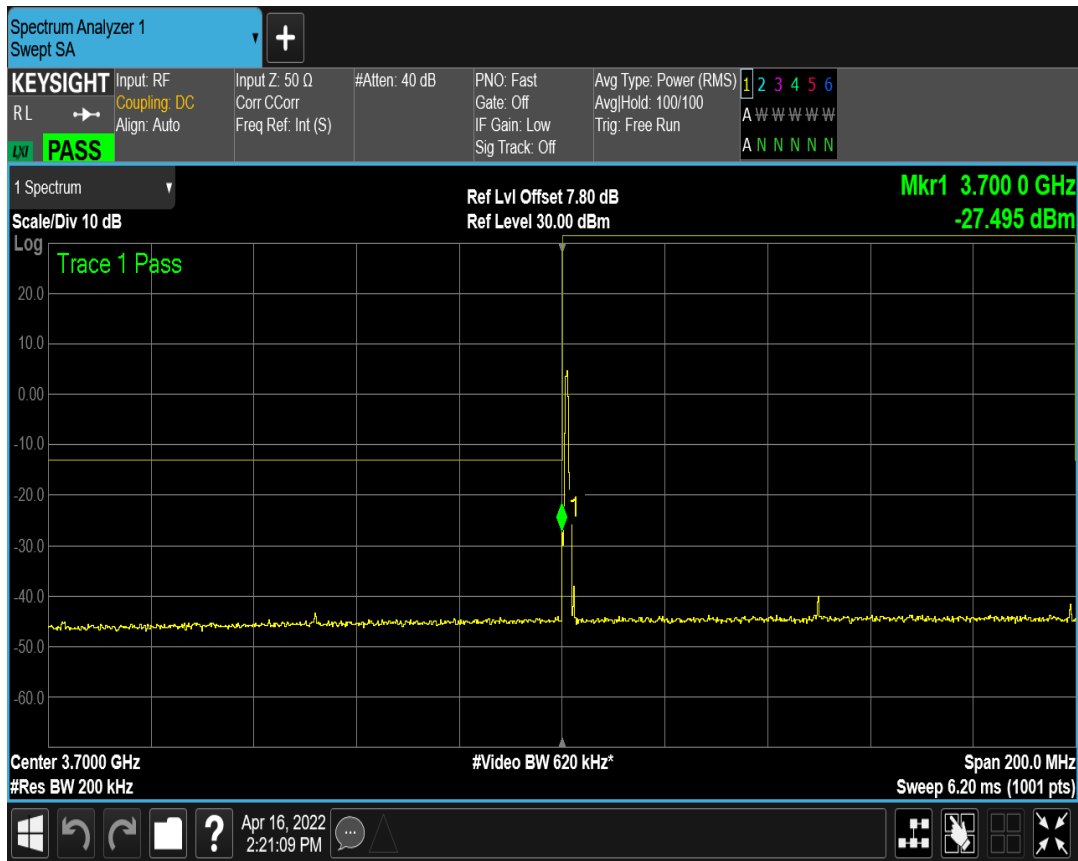 Spectrum Analyzer 1
Swept SA
+
KEYSIGHT
RL
LXI PASS
Input: RF
Coupling: DC
Align: Auto
Input Z: 50 Ω
Corr CCorr
Freq Ref: Int (S)
#Atten: 40 dB
PNO: Fast
Gate: Off
IF Gain: Low
Sig Track: Off
Avg Type: Power (RMS)
Avg|Hold: 100/100
Trig: Free Run
1 2 3 4 5 6
A W W W W W
A N N N N N
1 Spectrum
Scale/Div 10 dB
Ref Lvl Offset 7.80 dB
Ref Level 30.00 dBm
Mkr1 3.700 0 GHz
-27.495 dBm
Log
Trace 1 Pass
20.0
10.0
0.00
-10.0
-20.0
1
-30.0
-40.0
-50.0
-60.0
Center 3.7000 GHz
#Video BW 620 kHz*
Span 200.0 MHz
#Res BW 200 kHz
Sweep 6.20 ms (1001 pts)
?
Apr 16, 2022
2:21:09 PM